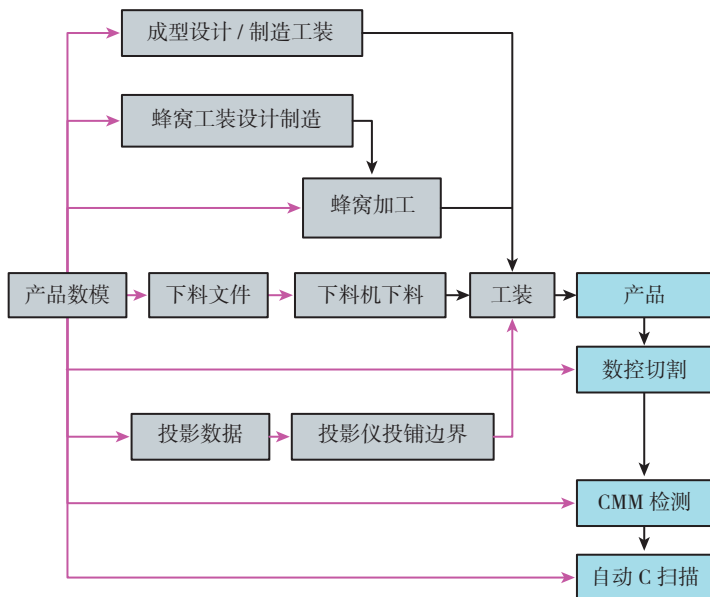 成型设计 / 制造工装
蜂窝工装设计制造
蜂窝加工
产品数模
下料文件
下料机下料
工装
产品
数控切割
投影数据
投影仪投铺边界
CMM 检测
自动 C 扫描